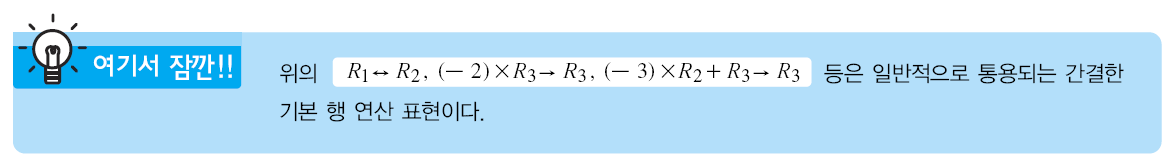 여기서 잠깐!!
위의 R₁↔R₂, (−2)×R₃→R₃, (−3)×R₂+R₃→R₃ 등은 일반적으로 통용되는 간결한
기본 행 연산 표현이다.